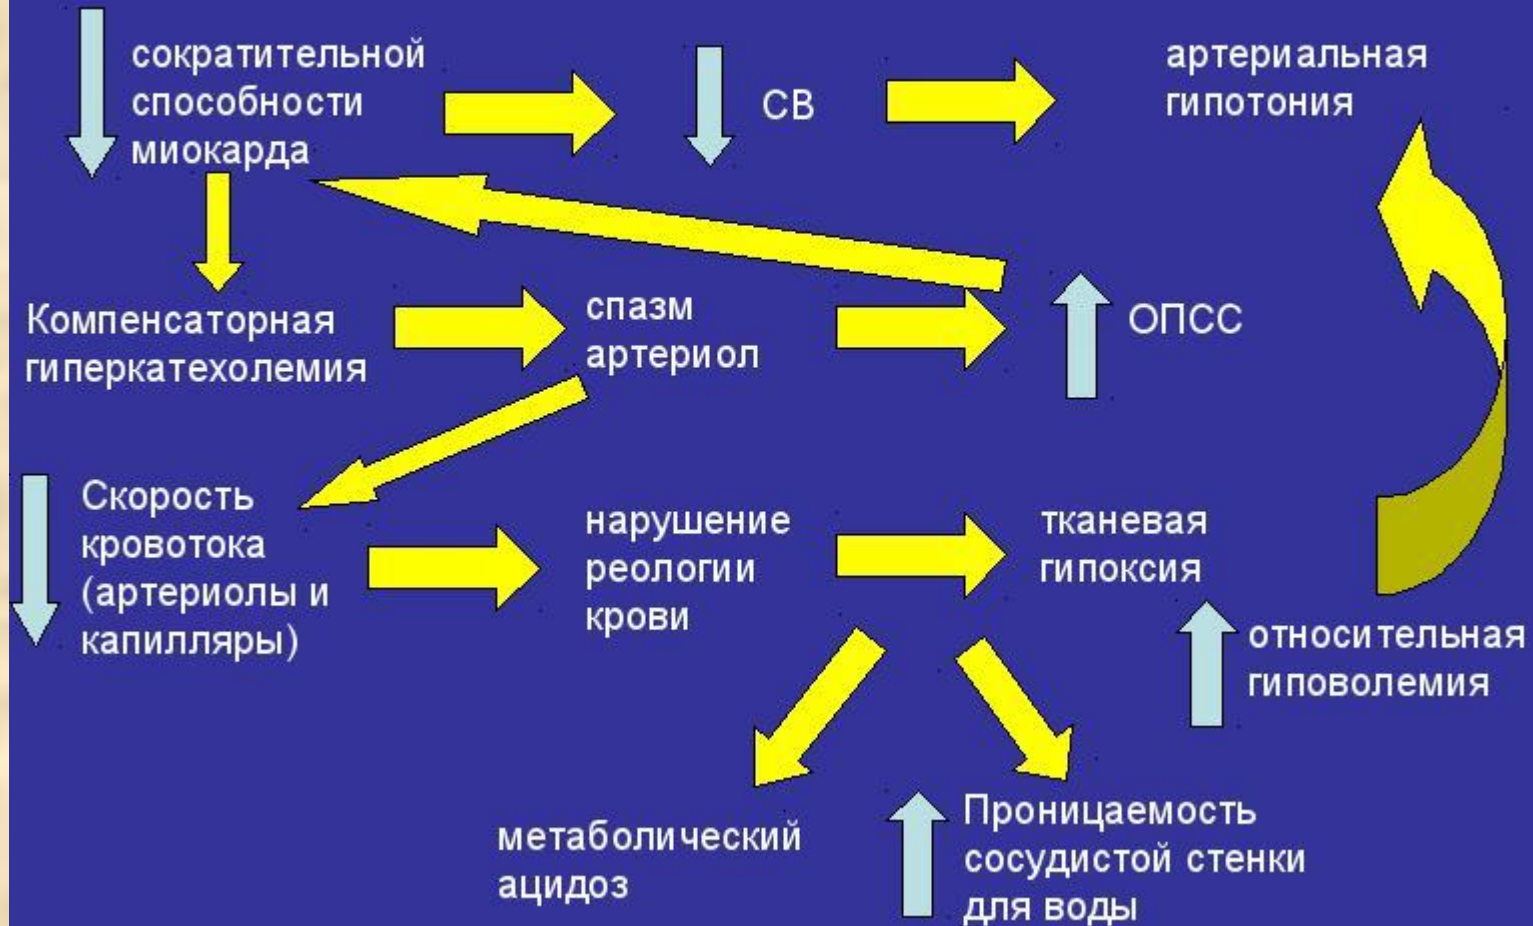 сократительной
способности
миокарда
СВ
артериальная
гипотония
Компенсаторная
гиперкатехолемия
спазм
артериол
ОПСС
Скорость
кровотока
(артериолы и
капилляры)
нарушение
реологии
крови
тканевая
гипоксия
относительная
гиповолемия
метаболический
ацидоз
Проницаемость
сосудистой стенки
для воды